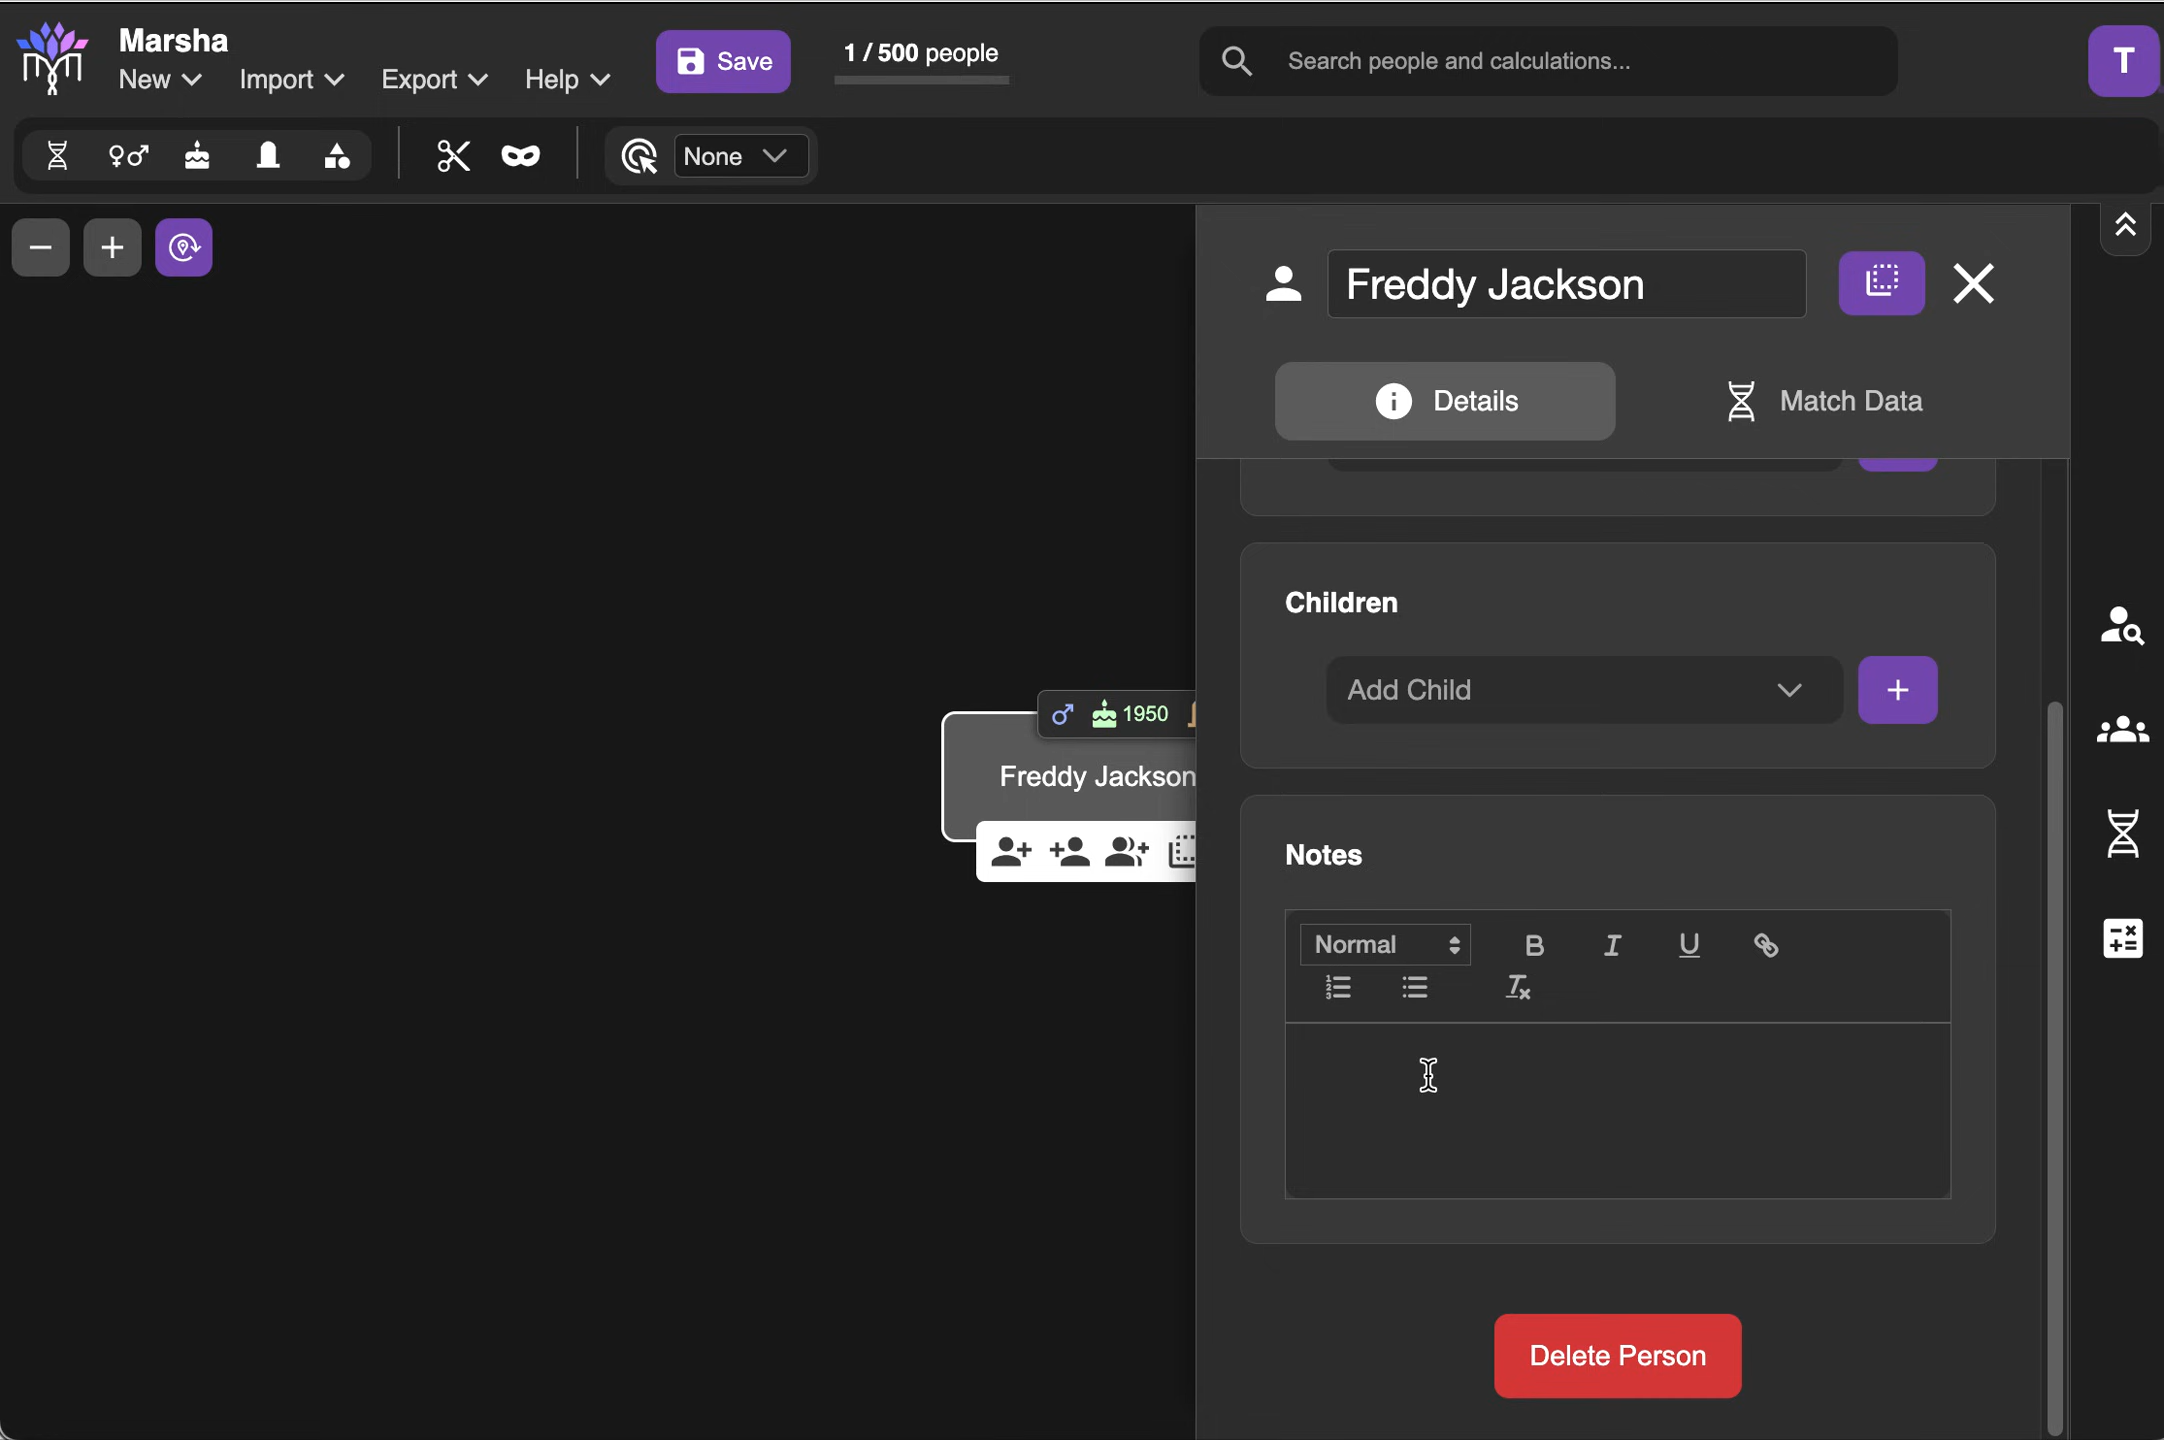 Marsha
New
Import
Export
Help
Save
1 / 500 people
Search people and calculations...
T
None
Freddy Jackson
Details
Match Data
Children
Add Child
1950
Freddy Jackson
Notes
Normal
Delete Person